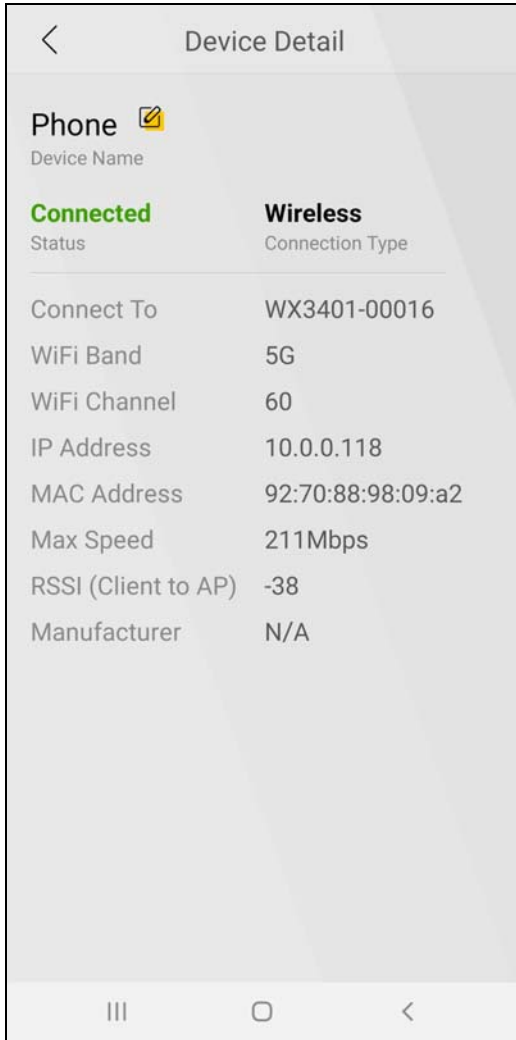 Device Detail
Phone
Device Name
Connected Wireless
Status Connection Type
Connect To WX3401-00016
WiFi Band 5G
WiFi Channel 60
IP Address 10.0.0.118
MAC Address 92:70:88:98:09:a2
Max Speed 211Mbps
RSSI (Client to AP) -38
Manufacturer N/A